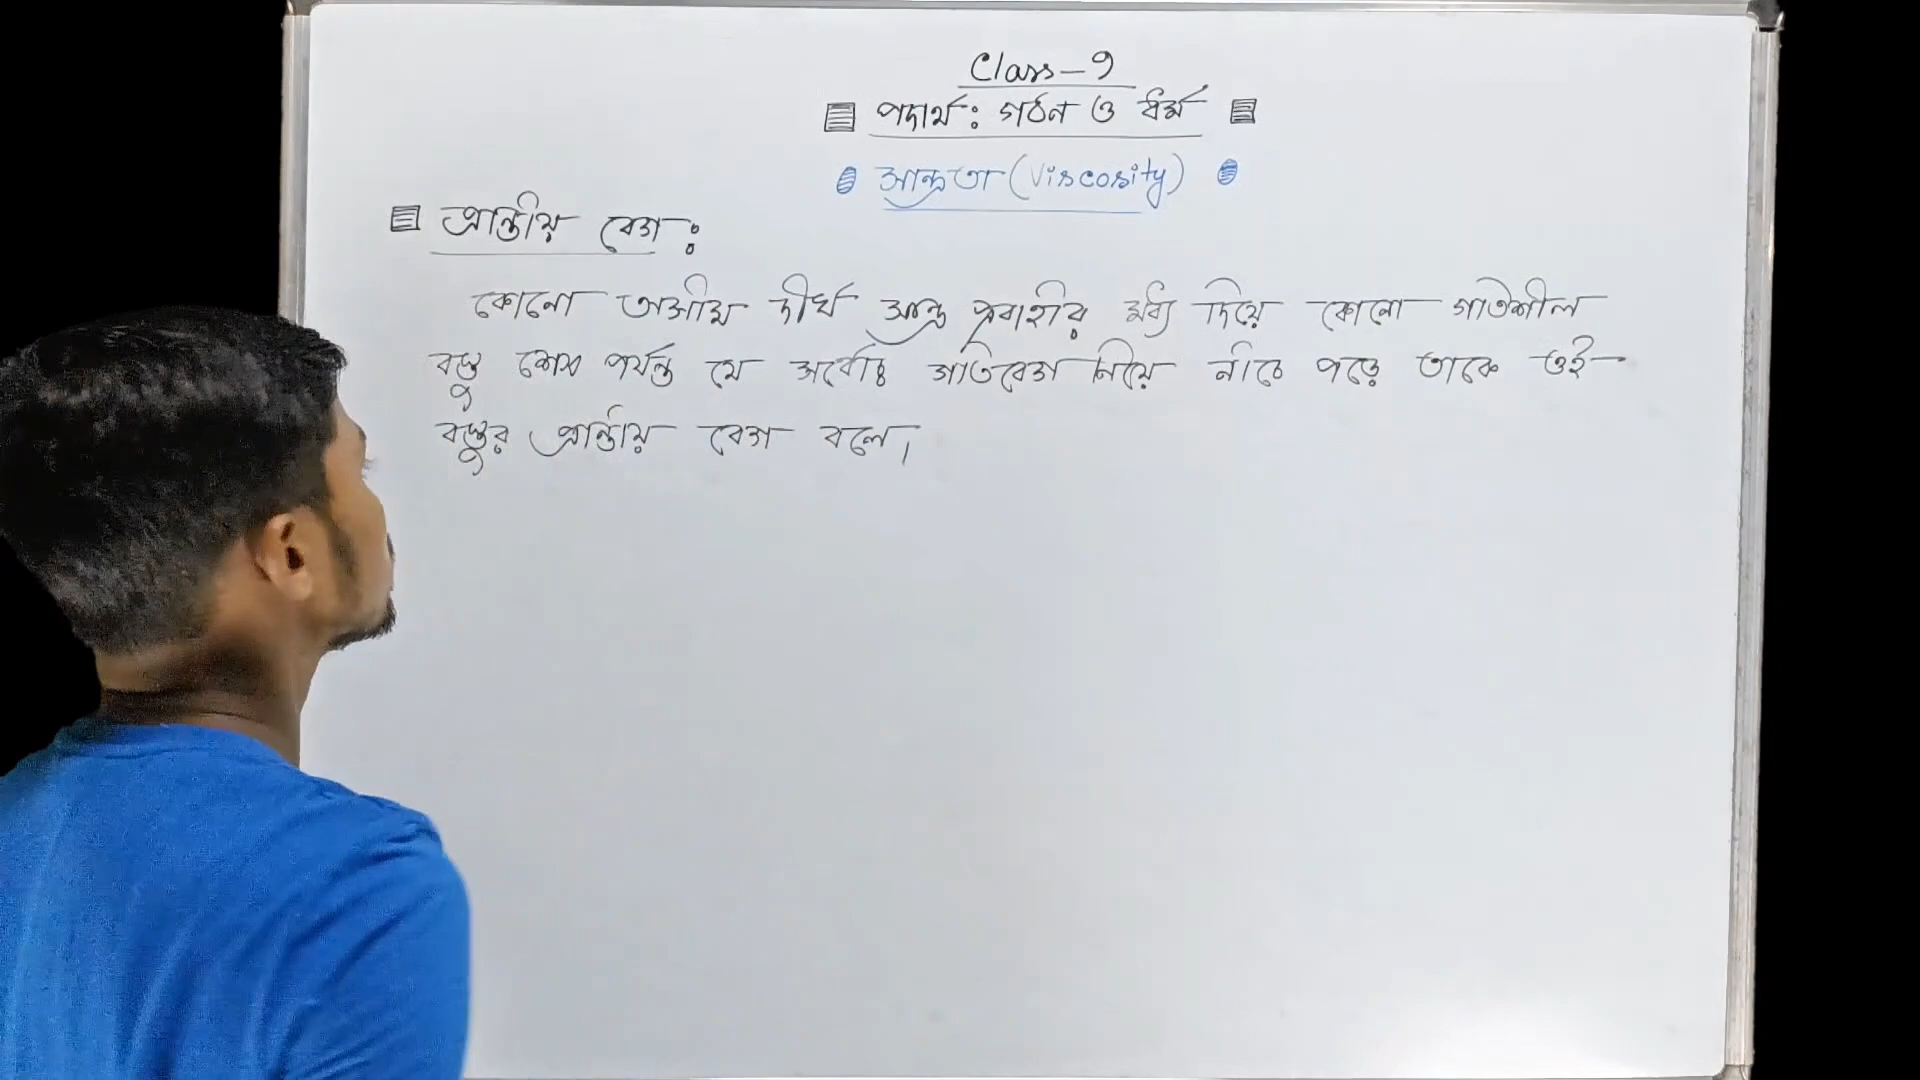 Class-9
পদার্থ: গঠন ও ধর্ম
সান্দ্রতা (Viscosity)
প্রান্তীয় বেগ:
কোনো অসীম দীর্ঘ সান্দ্র প্রবাহীর মধ্য দিয়ে কোনো গতিশীল
বস্তু শেষ পর্যন্ত যে সর্বোচ্চ গতিবেগ নিয়ে নীচে পড়ে তাকে ওই
বস্তুর প্রান্তীয় বেগ বলে।